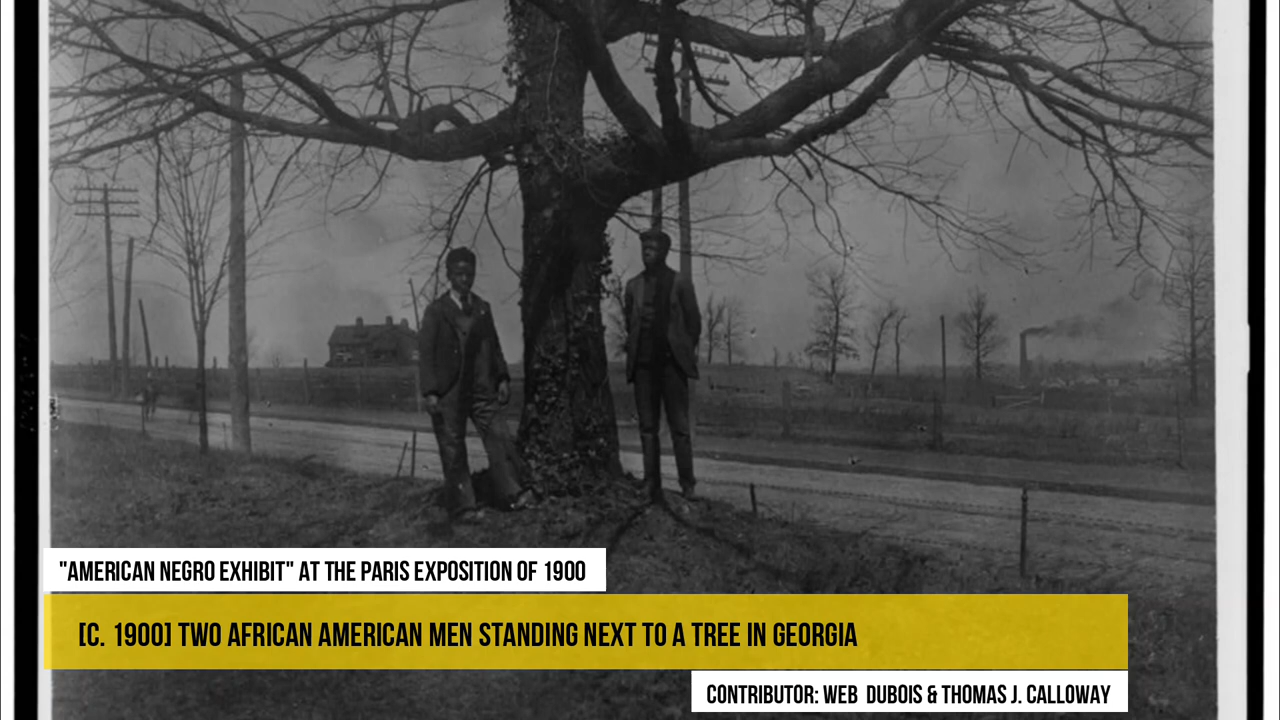 "AMERICAN NEGRO EXHIBIT" AT THE PARIS EXPOSITION OF 1900
[C. 1900] TWO AFRICAN AMERICAN MEN STANDING NEXT TO A TREE IN GEORGIA
CONTRIBUTOR: WEB DUBOIS & THOMAS J. CALLOWAY